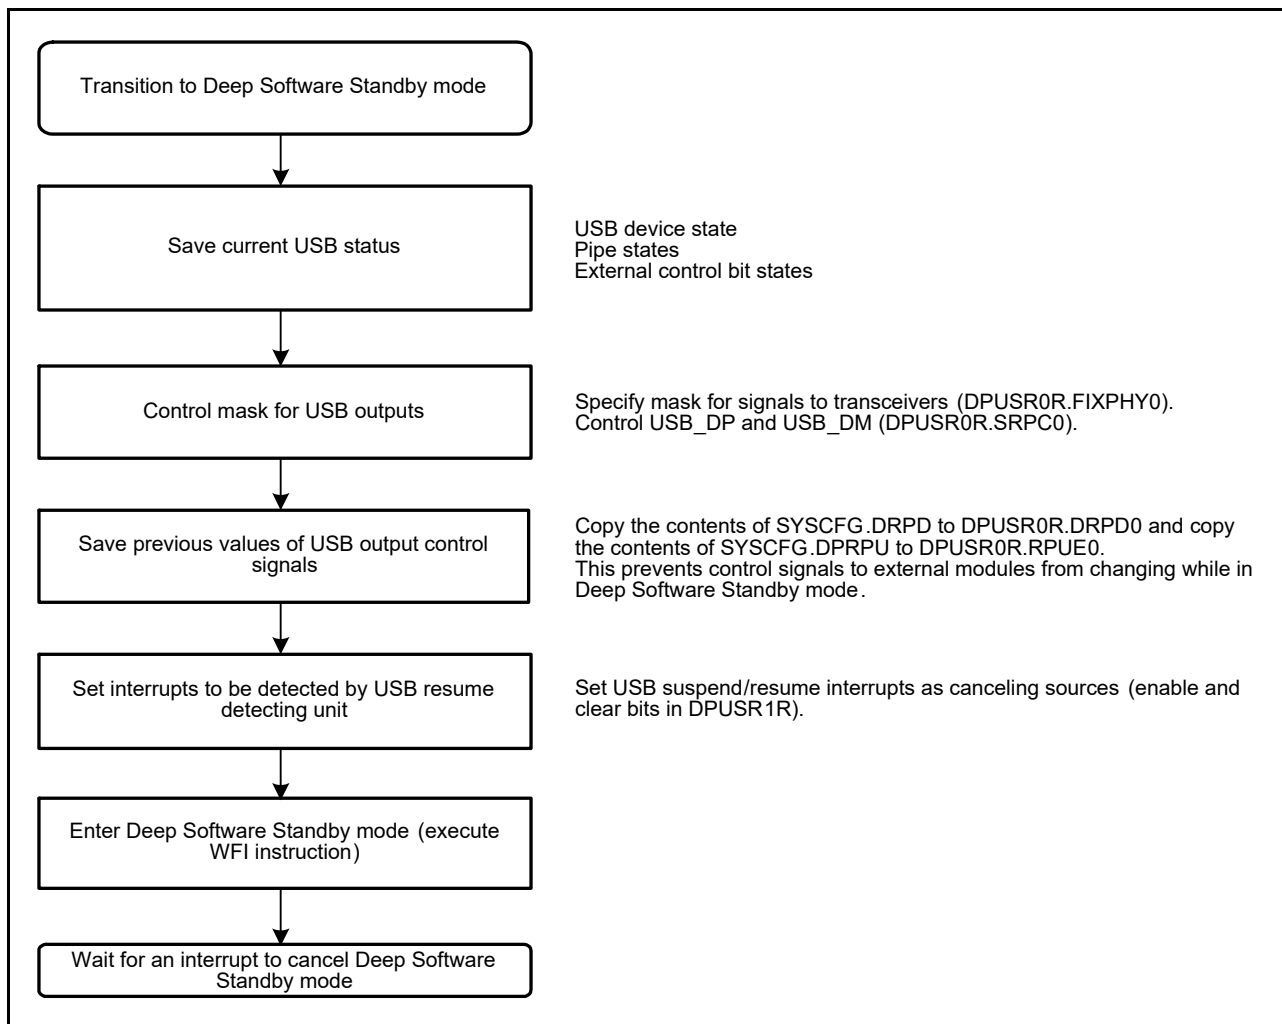 Transition to Deep Software Standby mode
Save current USB status
USB device state
Pipe states
External control bit states
Control mask for USB outputs
Specify mask for signals to transceivers (DPUSR0R.FIXPHY0).
Control USB_DP and USB_DM (DPUSR0R.SRPC0).
Save previous values of USB output control
signals
Copy the contents of SYSCFG.DRPD to DPUSR0R.DRPD0 and copy
the contents of SYSCFG.DPRPU to DPUSR0R.RPUE0.
This prevents control signals to external modules from changing while in
Deep Software Standby mode.
Set interrupts to be detected by USB resume
detecting unit
Set USB suspend/resume interrupts as canceling sources (enable and
clear bits in DPUSR1R).
Enter Deep Software Standby mode (execute
WFI instruction)
Wait for an interrupt to cancel Deep Software
Standby mode